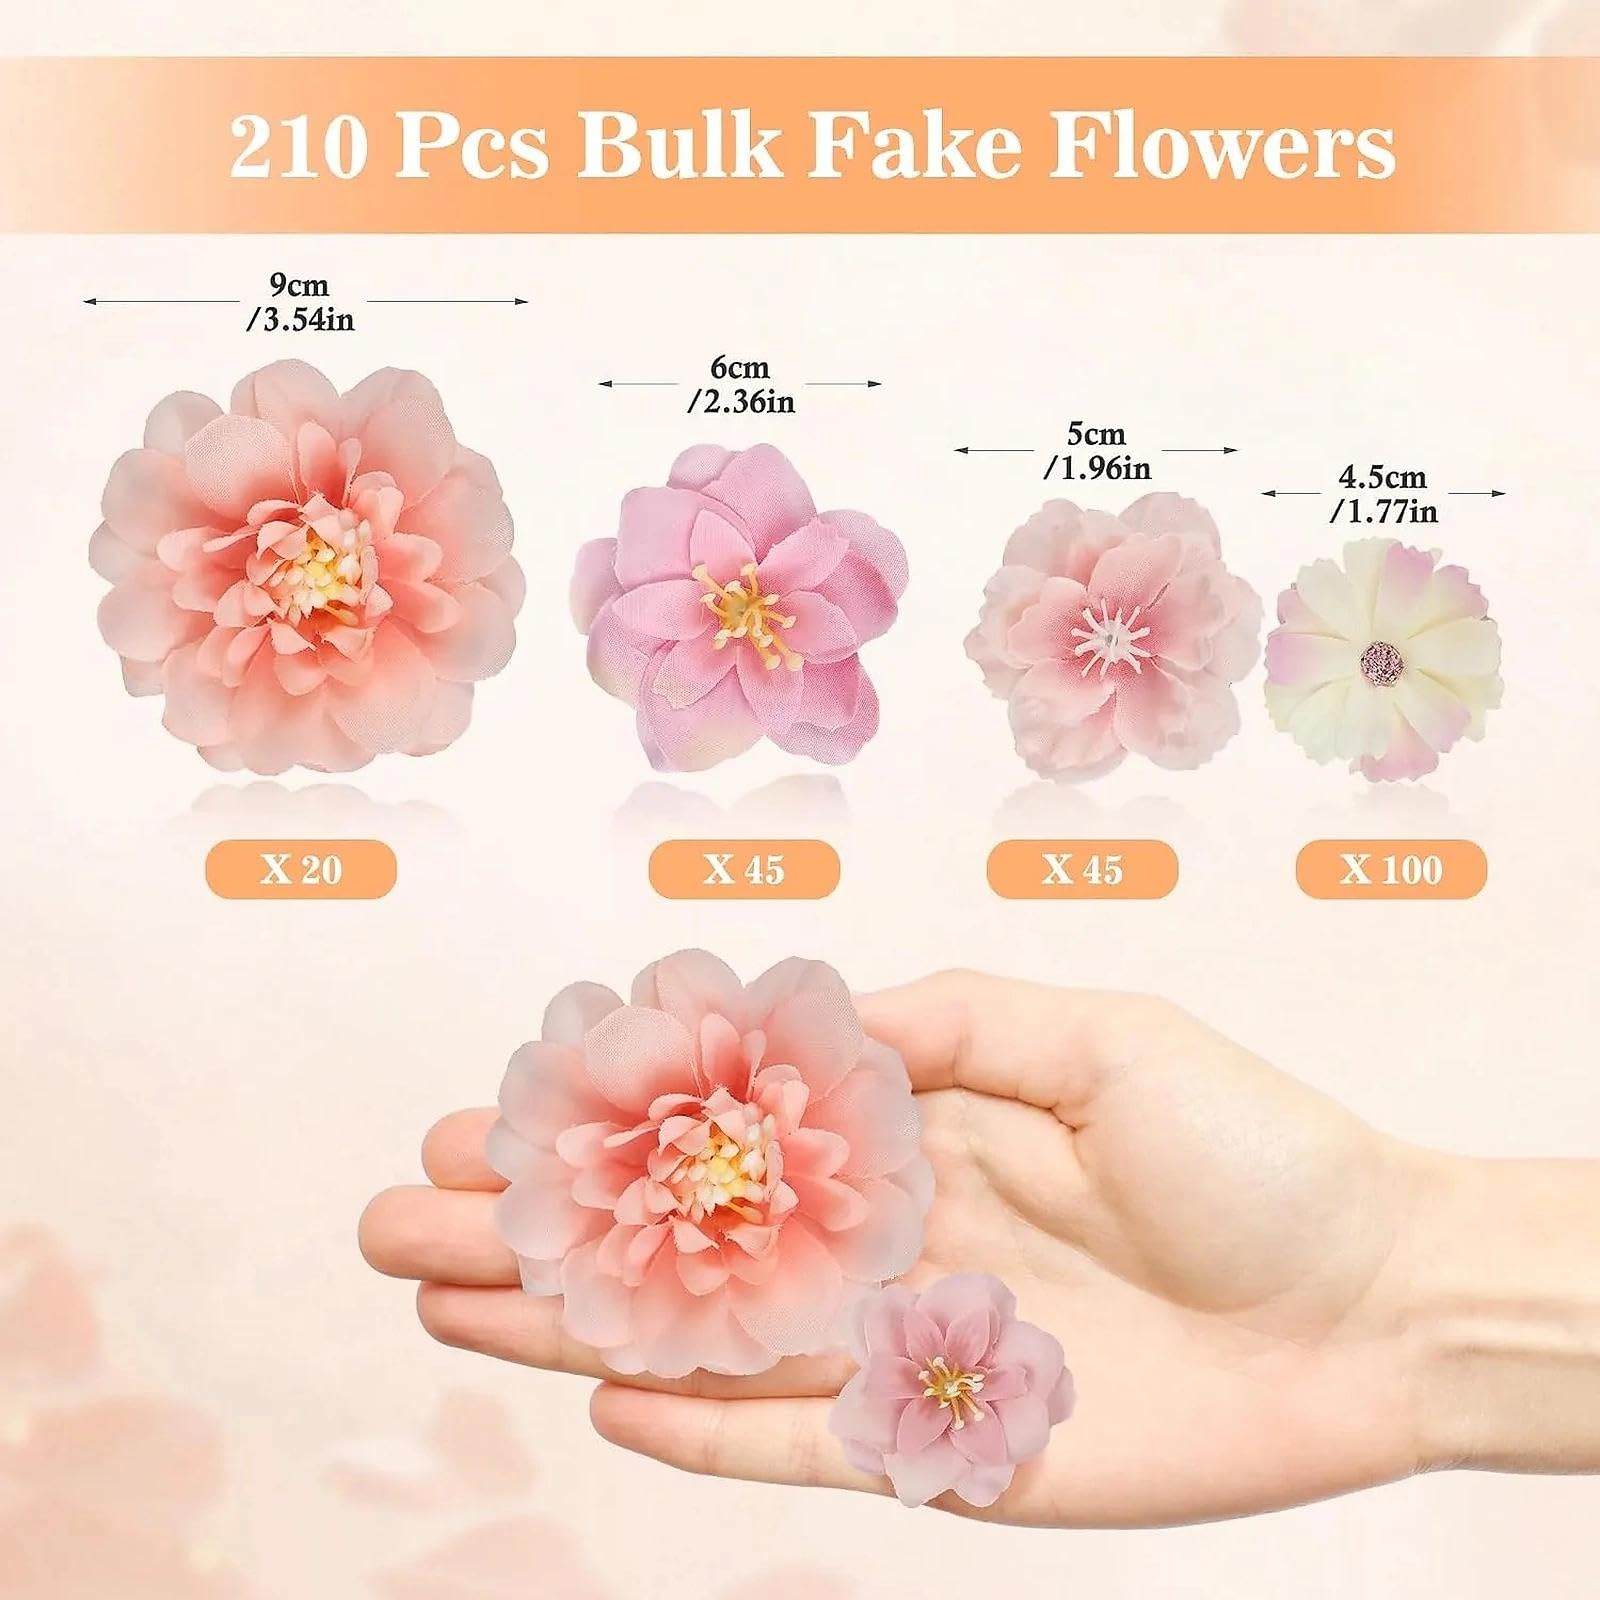 210 Pcs Bulk Fake Flowers
9cm
/3.54in
6cm
/2.36in
5cm
/1.96in
4.5cm
/1.77in
X 20
X 45
X 45
X 100